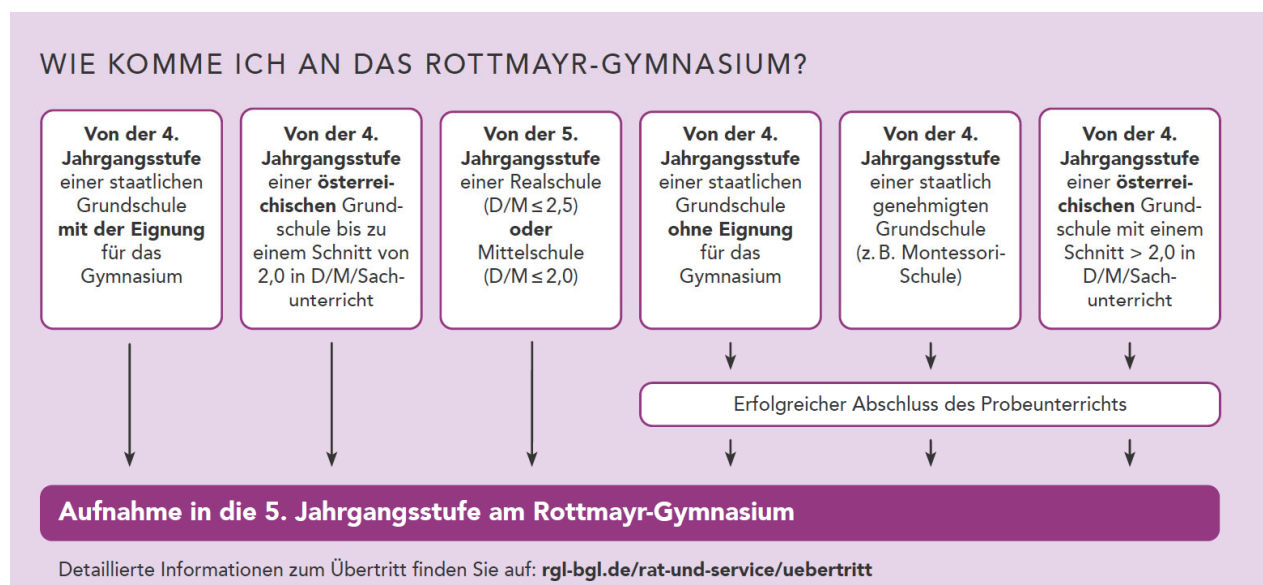 WIE KOMME ICH AN DAS ROTTMAYR-GYMNASIUM?
Von der 4.
Jahrgangsstufe
einer staatlichen
Grundschule
mit der Eignung
für das
Gymnasium
Von der 4.
Jahrgangsstufe
einer österrei-
chischen Grund-
schule bis zu
einem Schnitt von
2,0 in D/M/Sach-
unterricht
Von der 5.
Jahrgangsstufe
einer Realschule
(D/M ≤ 2,5)
oder
Mittelschule
(D/M ≤ 2,0)
Von der 4.
Jahrgangsstufe
einer staatlichen
Grundschule
ohne Eignung
für das
Gymnasium
Von der 4.
Jahrgangsstufe
einer staatlich
genehmigten
Grundschule
(z. B. Montessori-
Schule)
Von der 4.
Jahrgangsstufe
einer österrei-
chischen Grund-
schule mit einem
Schnitt > 2,0 in
D/M/Sach-
unterricht
Erfolgreicher Abschluss des Probeunterrichts
Aufnahme in die 5. Jahrgangsstufe am Rottmayr-Gymnasium
Detaillierte Informationen zum Übertritt finden Sie auf: rgl-bgl.de/rat-und-service/uebertritt